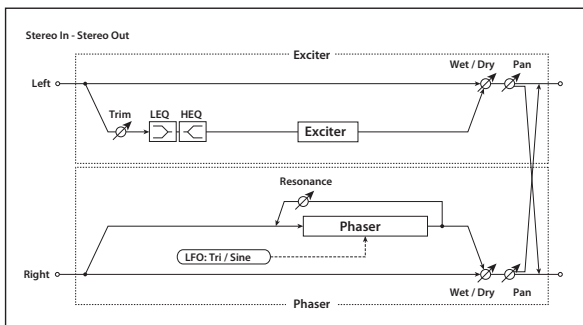 Stereo In - Stereo Out
Exciter
Wet / Dry Pan
Left
Trim LEQ HEQ
Exciter
Resonance
Phaser
LFO: Tri / Sine
Right
Wet / Dry Pan
Phaser